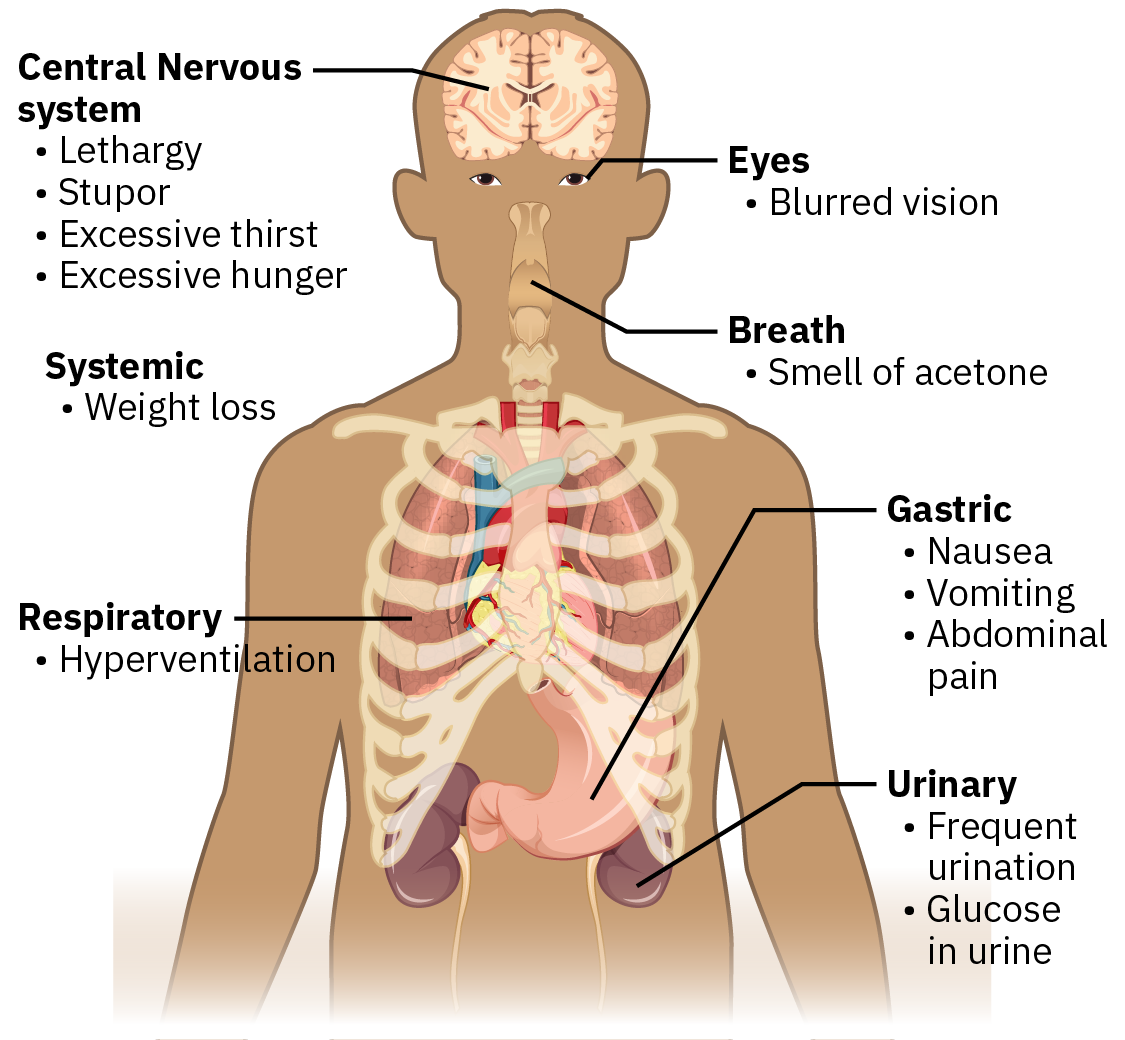 Central Nervous
system
• Lethargy
• Stupor
• Excessive thirst
• Excessive hunger
Systemic
• Weight loss
Respiratory
• Hyperventilation
Eyes
• Blurred vision
Breath
• Smell of acetone
Gastric
• Nausea
• Vomiting
• Abdominal
pain
Urinary
• Frequent
urination
• Glucose
in urine